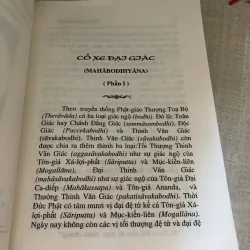 CỖ XE ĐẠI GIÁC
(MAHĀBODHIYĀNA)
( Phần I )
Theo truyền thống Phật-giáo Thượng Toạ Bộ
(Theravāda) có ba loại giác ngộ (bodhi). Đó là: Toàn
Giác hay Chánh Đẳng Giác (sammāsambodhi), Độc
Giác (Paccekabodhi) và Thinh Văn Giác
(sāvakabodhi). Thinh Văn Giác (sāvakabodhi) còn
được chia ra thêm thành ba loại:Tối Thượng Thinh
Văn Giác (aggasāvakabodhi) như sự giác ngộ của
Tôn-giả Xá-lợi-phất (Sāriputta) và Mục-kiền-liên
(Mogallāna), Đại Thinh Văn Giác
(mahāsāvakabodhi) như sự giác ngộ của Tôn-giả Đại
Ca-diếp (Mahākassapa) và Tôn-giả Ananda, và
Thường Thinh Văn Giác (pakatisāvakabodhi). Thời
Đức Phật có tám mươi vị đại đệ tử kể cả Tôn-giả Xá-
lợi-phất (Sāriputta) và Mục-kiền-liên (Mogallāna).
Ngày nay không còn các vị tối thượng đệ tử và đại đệ